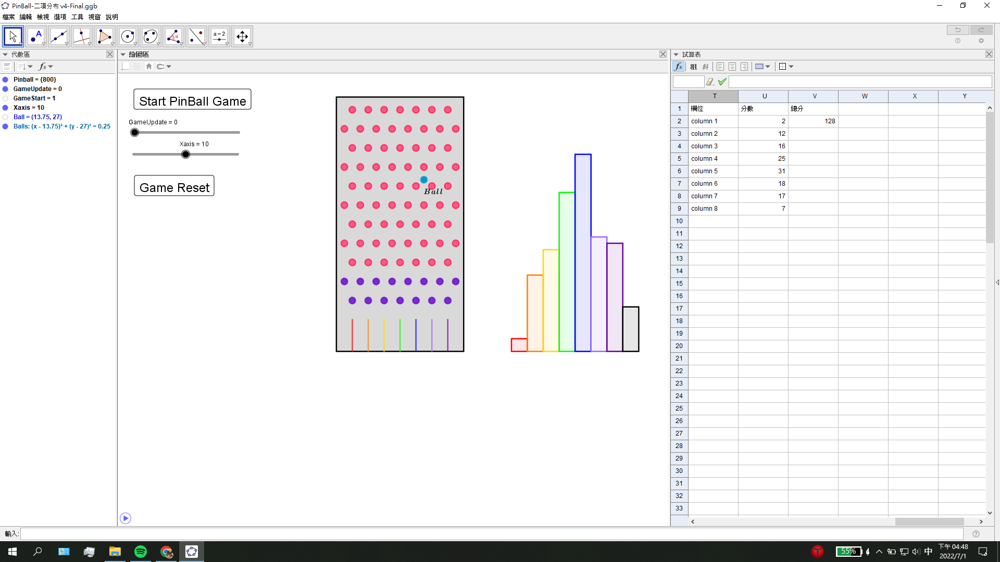 PinBall-二項分布 v4-Final.ggb
檔案 編輯 檢視 選項 工具 視窗 說明
A
a=2
代數區
繪圖區
試算表
fx
fx 粗 斜
Pinball = {800}
GameUpdate = 0
GameStart = 1
Xaxis = 10
Ball = (13.75, 27)
Balls: (x - 13.75)² + (y - 27)² = 0.25
Start PinBall Game
GameUpdate = 0
Xaxis = 10
Game Reset
Ball
T U V W X Y
1 欄位 分數 總分
2 column 1 2 128
3 column 2 12
4 column 3 16
5 column 4 25
6 column 5 31
7 column 6 18
8 column 7 17
9 column 8 7
10
11
12
13
14
15
16
17
18
19
20
21
22
23
24
25
26
27
28
29
30
31
32
33
輸入:
55% 中 下午 04:48
2022/7/1